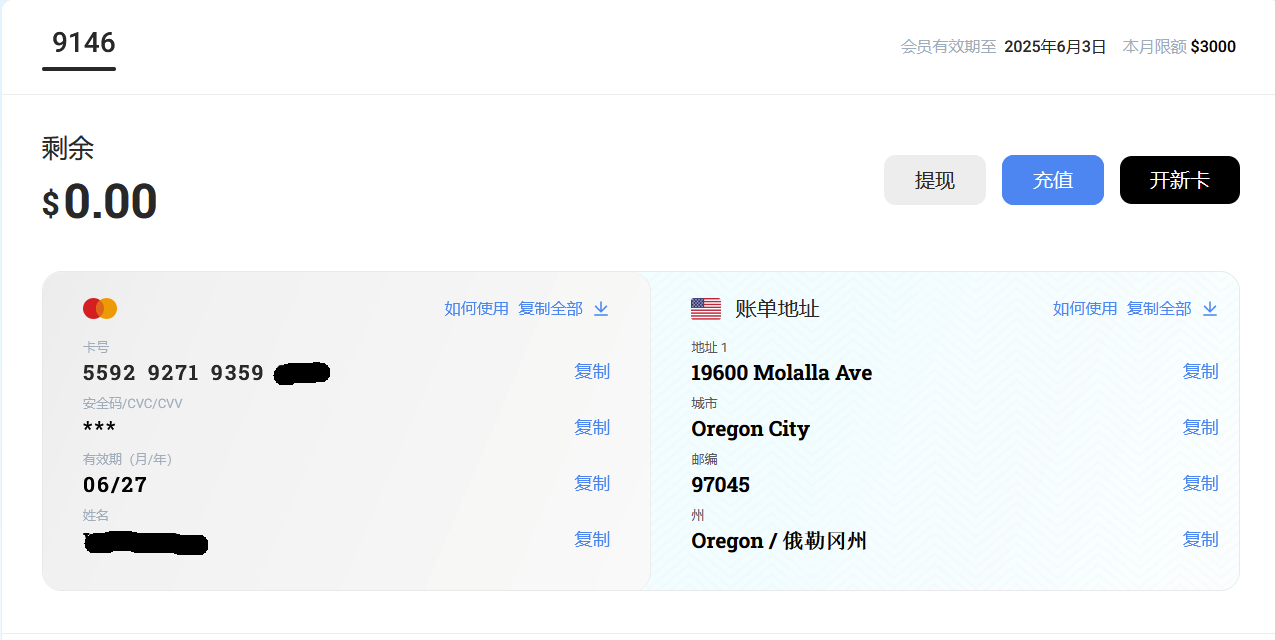 9146
会员有效期至 2025年6月3日 本月限额 $3000
剩余
$0.00
提现 充值 开新卡
如何使用 复制全部
卡号
5592 9271 9359
复制
安全码/CVC/CVV
***
复制
有效期（月/年）
06/27
复制
姓名
复制
账单地址
如何使用 复制全部
地址 1
19600 Molalla Ave
复制
城市
Oregon City
复制
邮编
97045
复制
州
Oregon / 俄勒冈州
复制